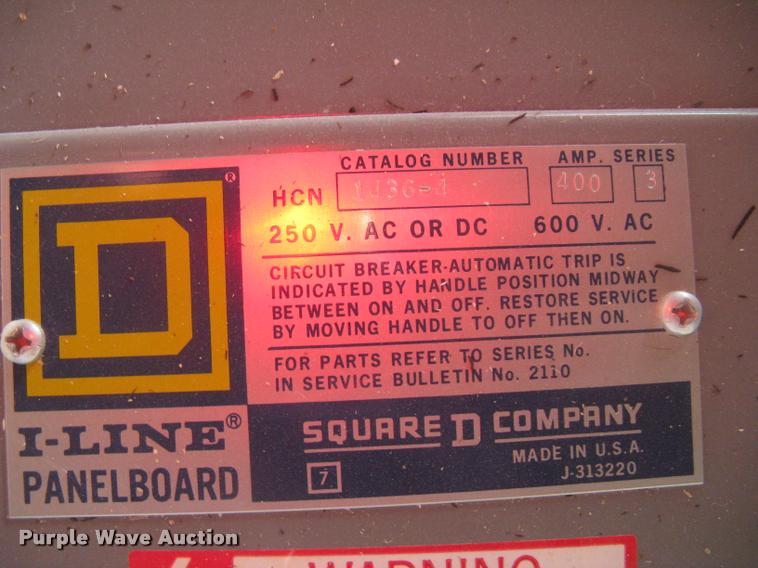 CATALOG NUMBER AMP. SERIES
HCN 1J36-4 400 3
250 V. AC OR DC 600 V. AC
CIRCUIT BREAKER-AUTOMATIC TRIP IS
INDICATED BY HANDLE POSITION MIDWAY
BETWEEN ON AND OFF. RESTORE SERVICE
BY MOVING HANDLE TO OFF THEN ON.
FOR PARTS REFER TO SERIES No.
IN SERVICE BULLETIN No. 2110
D ®
I-LINE®
PANELBOARD
SQUARE D COMPANY
7
MADE IN U.S.A.
J-313220
WARNING
Purple Wave Auction